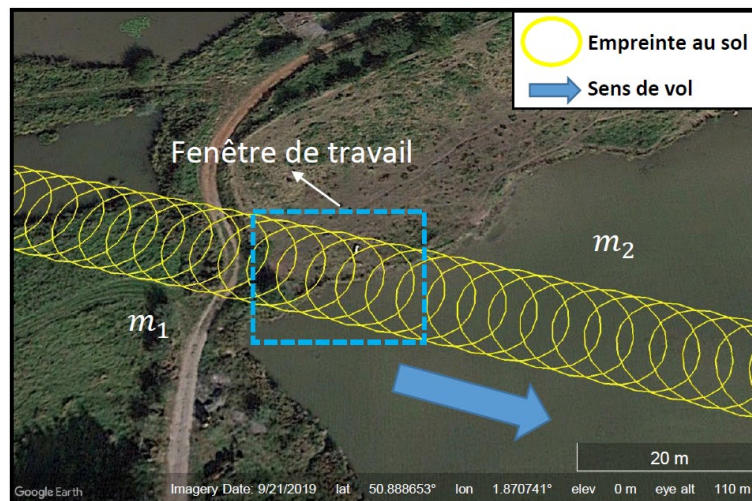 Empreinte au sol
Sens de vol
Fenêtre de travail
m₂
m₁
20 m
Google Earth
Imagery Date: 9/21/2019 lat 50.888653° lon 1.870741° elev 0 m eye alt 110 m